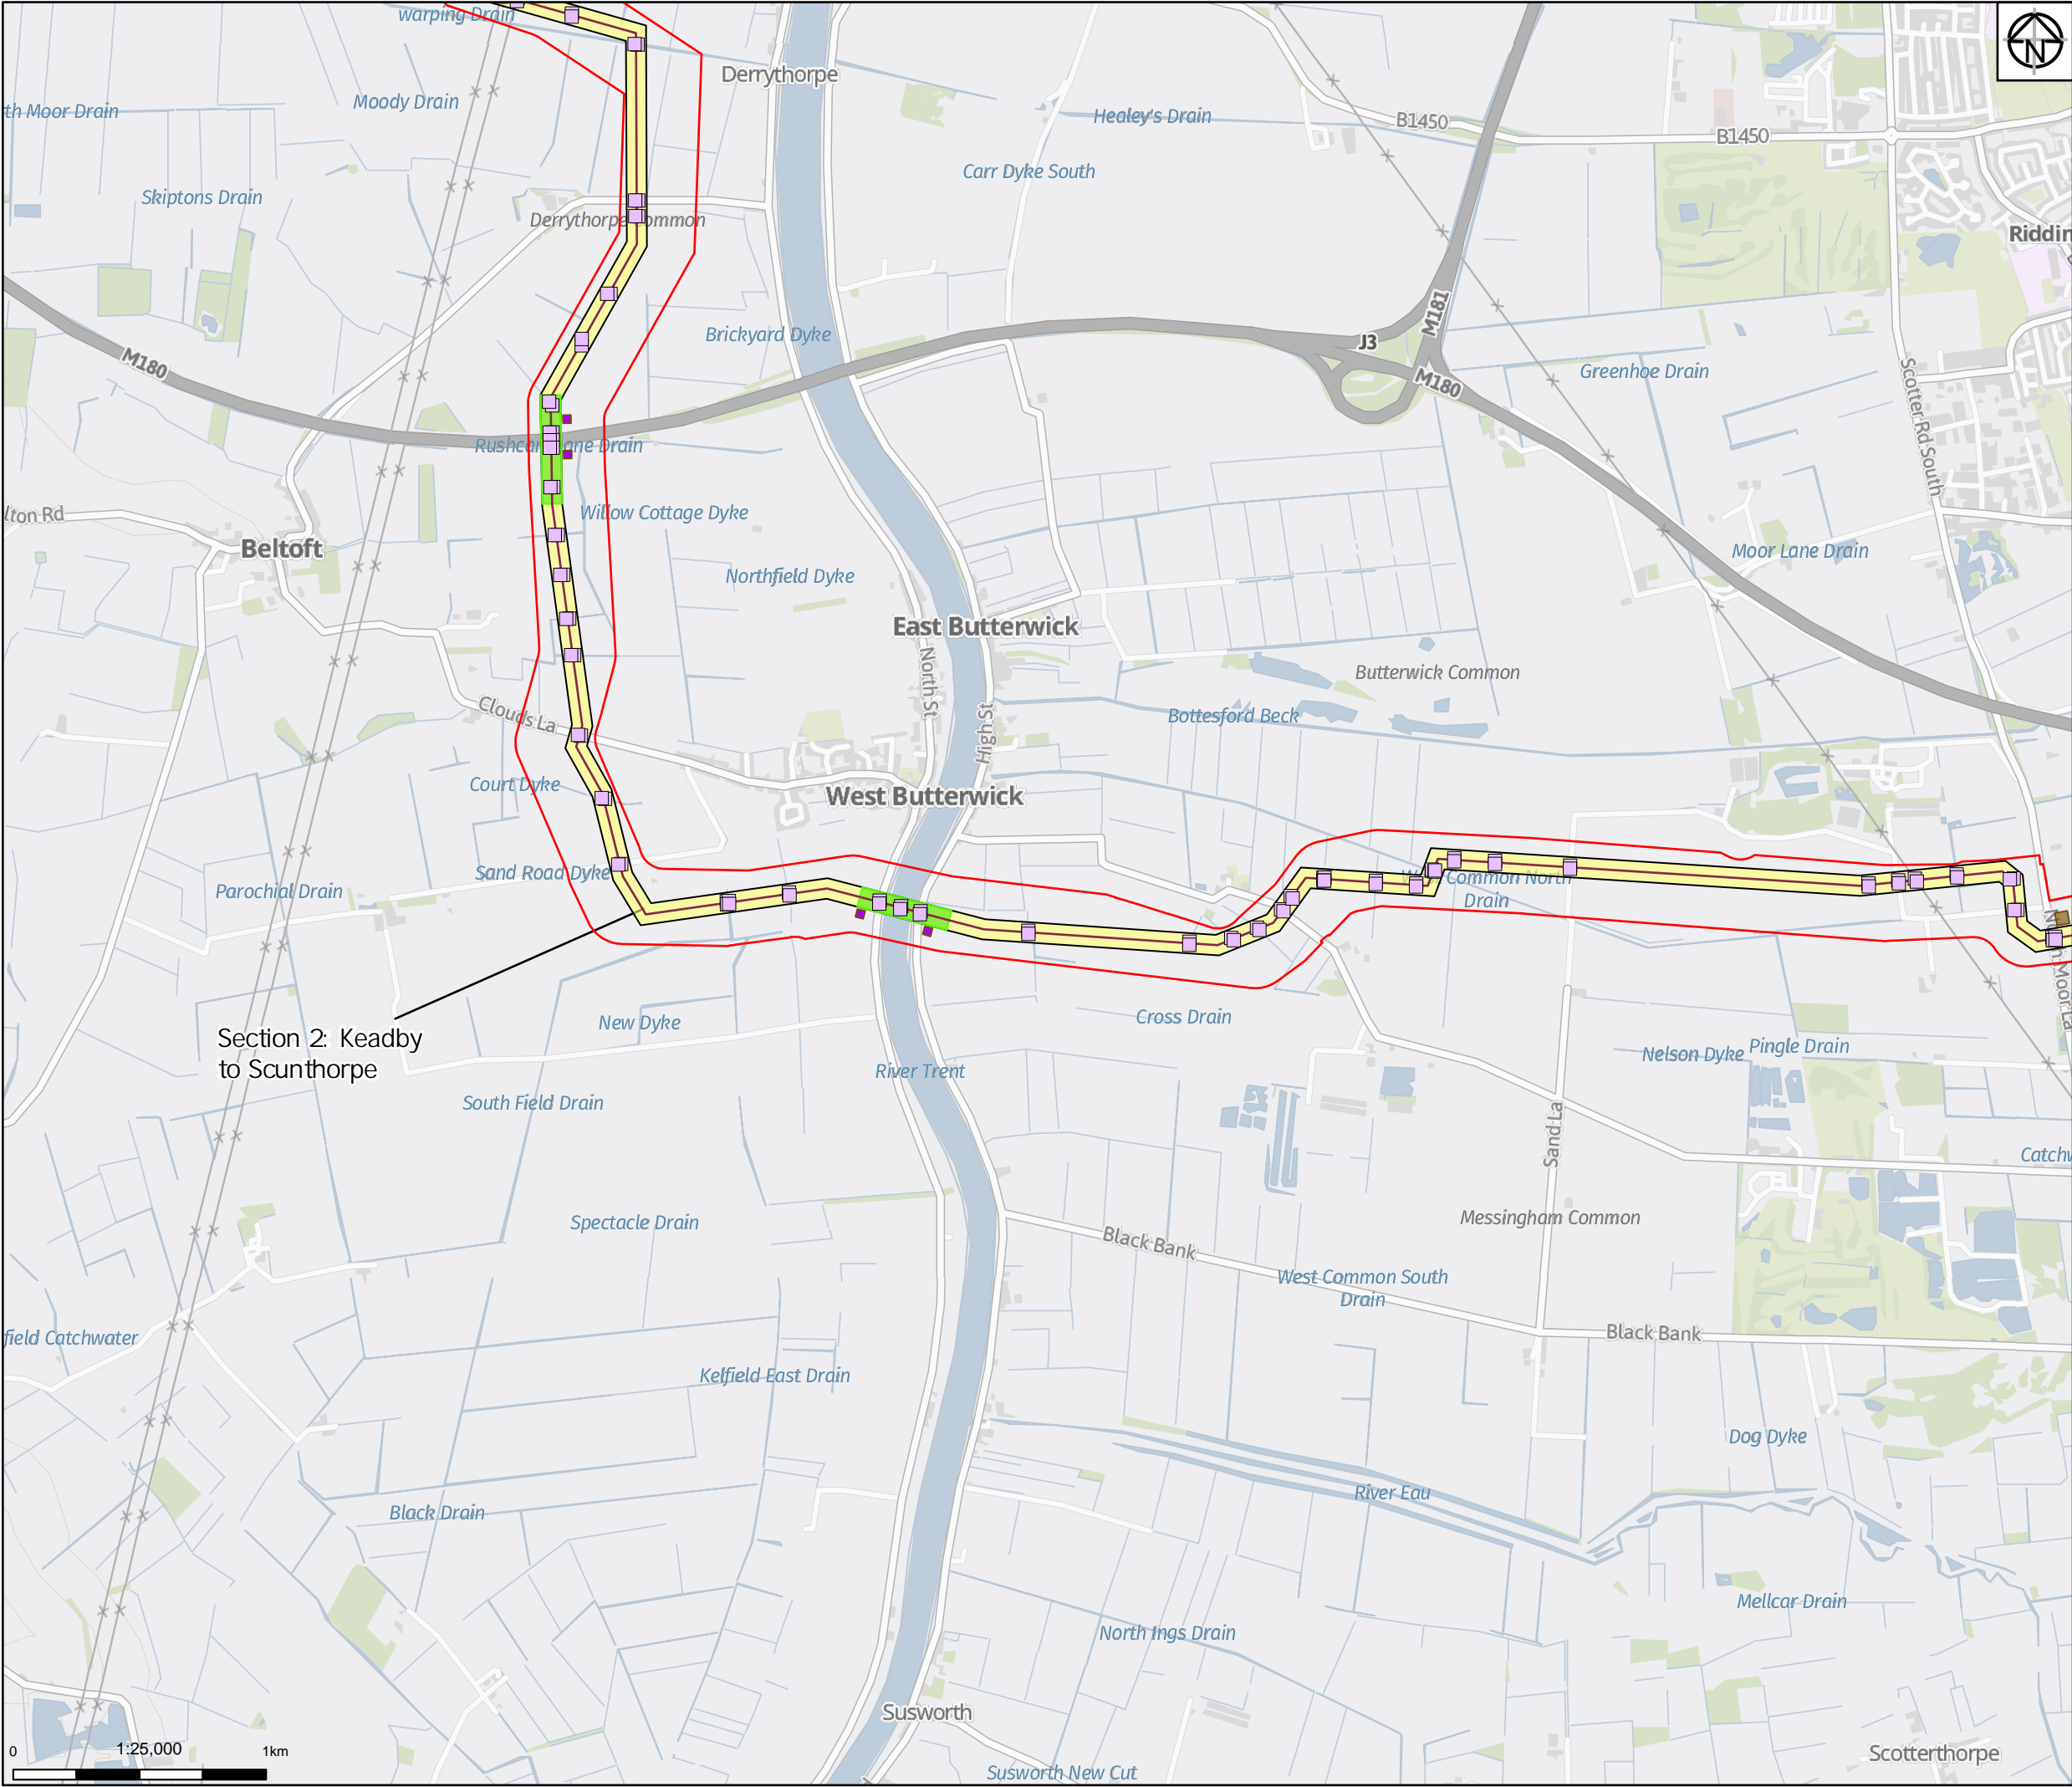 warping Drain
N
Derrythorpe
Moody Drain
th Moor Drain
Healey's Drain
B1450
B1450
Carr Dyke South
Skiptons Drain
Derrythorpe Common
Riddin
M181
Brickyard Dyke
J3
M180
Greenhoe Drain
M180
Scotter Rd South
Rushcarr Lane Drain
lton Rd
Willow Cottage Dyke
Beltoft
Moor Lane Drain
Northfield Dyke
East Butterwick
North St
Butterwick Common
Clouds La
High St
Bottesford Beck
Court Dyke
West Butterwick
Sand Road Dyke
Parochial Drain
West Common North
Drain
Section 2: Keadby
to Scunthorpe
New Dyke
Cross Drain
Nelson Dyke
Pingle Drain
River Trent
South Field Drain
Sand La
Catchw
Spectacle Drain
Messingham Common
Black Bank
West Common South
Drain
field Catchwater
Black Bank
Kelfield East Drain
Dog Dyke
River Eau
Black Drain
Mellcar Drain
North Ings Drain
Susworth
Scotterthorpe
Susworth New Cut
0
1:25,000
1km